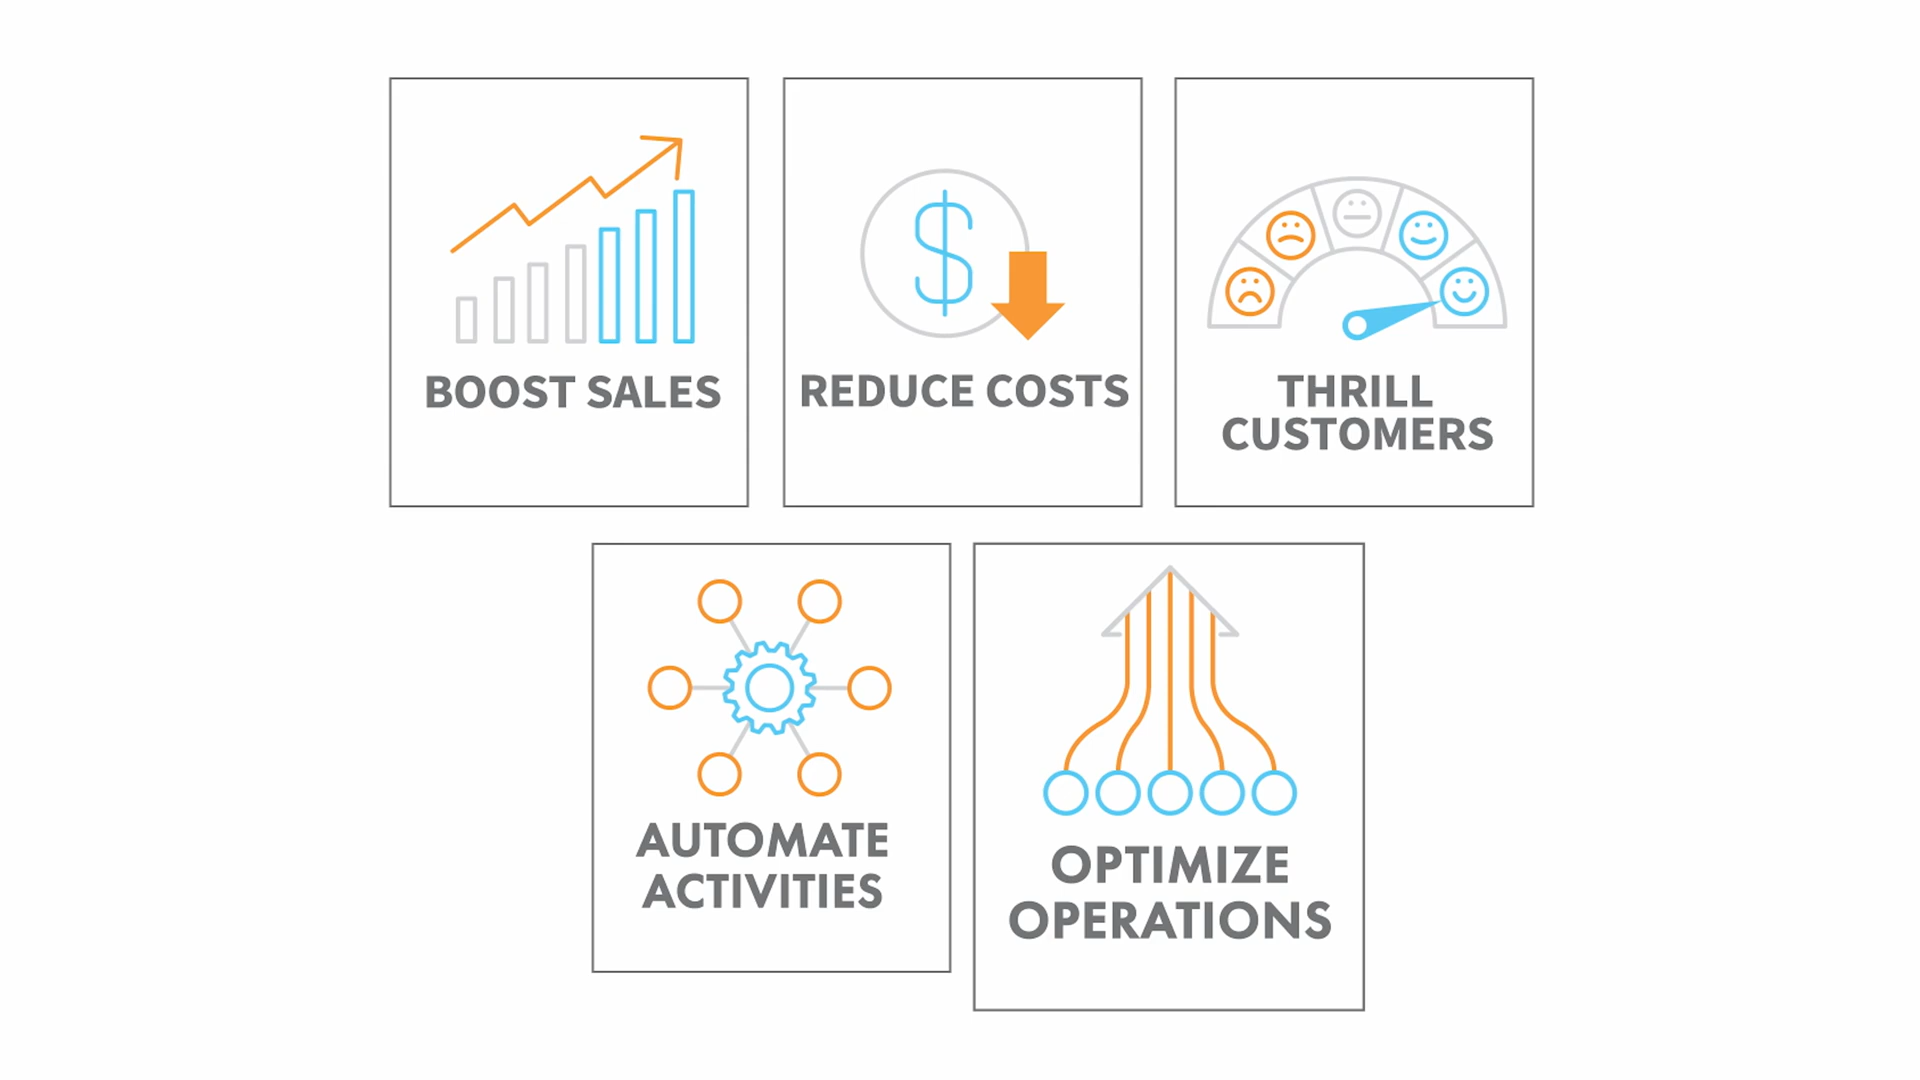 BOOST SALES
REDUCE COSTS
THRILL
CUSTOMERS
AUTOMATE
ACTIVITIES
OPTIMIZE
OPERATIONS